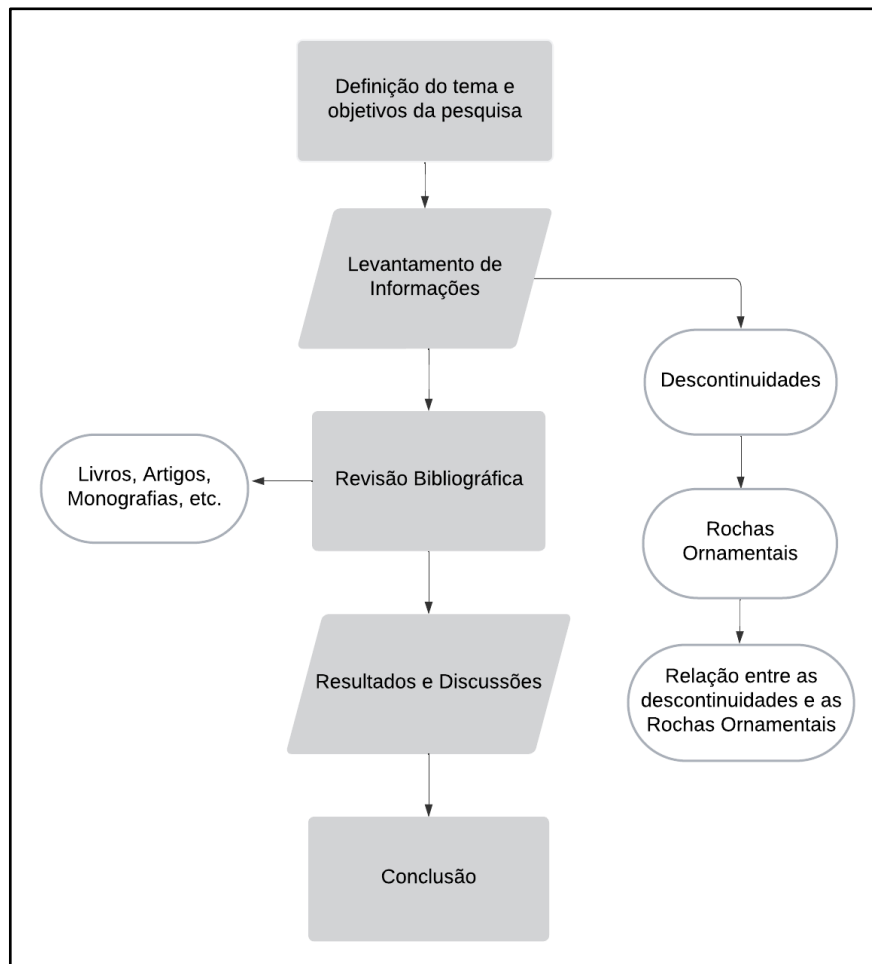 Definição do tema e
objetivos da pesquisa
Levantamento de
Informações
Descontinuidades
Revisão Bibliográfica
Livros, Artigos,
Monografias, etc.
Rochas
Ornamentais
Resultados e Discussões
Relação entre as
descontinuidades e as
Rochas Ornamentais
Conclusão